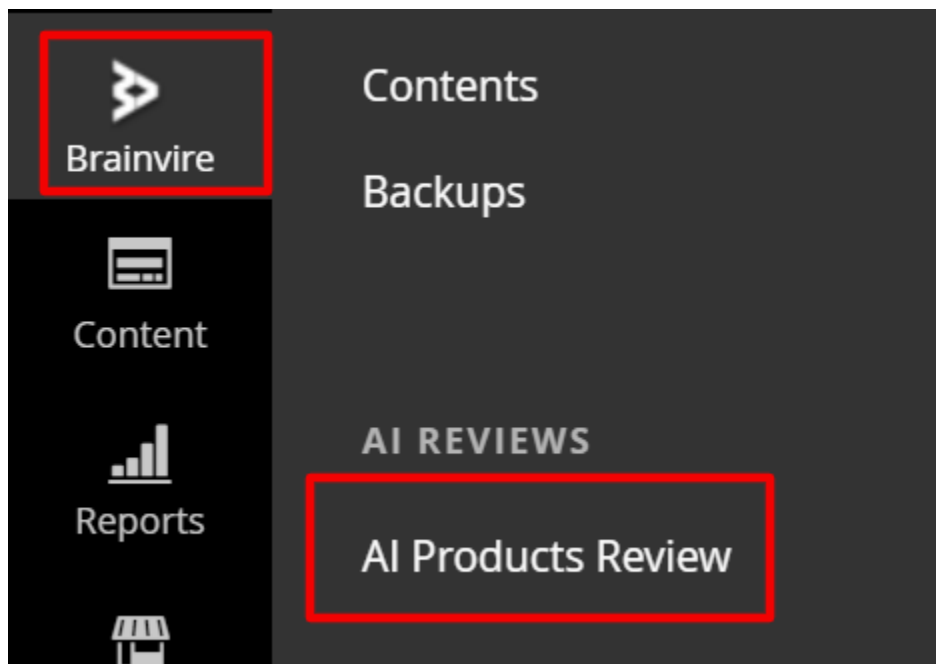 Brainvire
Content
Reports
Contents
Backups
AI REVIEWS
AI Products Review